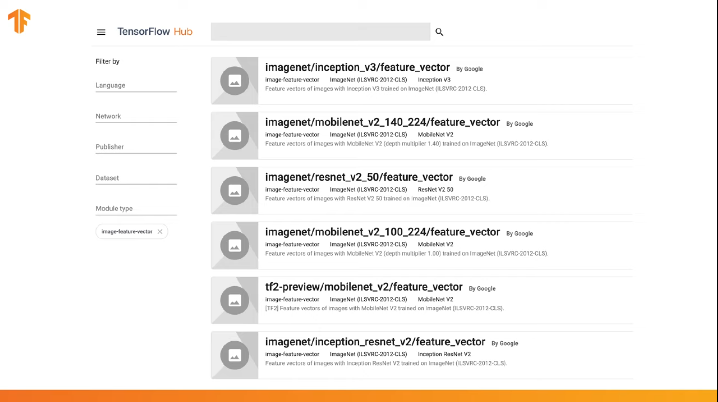 TensorFlow Hub
Filter by
Language
Network
Publisher
Dataset
Module type
image-feature-vector
imagenet/inception_v3/feature_vector By Google
image-feature-vector ImageNet (ILSVRC-2012-CLS) Inception V3
Feature vectors of images with Inception V3 trained on ImageNet (ILSVRC-2012-CLS).
imagenet/mobilenet_v2_140_224/feature_vector By Google
image-feature-vector ImageNet (ILSVRC-2012-CLS) MobileNet V2
Feature vectors of images with MobileNet V2 (depth multiplier 1.40) trained on ImageNet (ILSVRC-2012-CLS).
imagenet/resnet_v2_50/feature_vector By Google
image-feature-vector ImageNet (ILSVRC-2012-CLS) ResNet V2 50
Feature vectors of images with ResNet V2 50 trained on ImageNet (ILSVRC-2012-CLS).
imagenet/mobilenet_v2_100_224/feature_vector By Google
image-feature-vector ImageNet (ILSVRC-2012-CLS) MobileNet V2
Feature vectors of images with MobileNet V2 (depth multiplier 1.00) trained on ImageNet (ILSVRC-2012-CLS).
tf2-preview/mobilenet_v2/feature_vector By Google
image-feature-vector ImageNet (ILSVRC-2012-CLS) MobileNet V2
[TF2] Feature vectors of images with MobileNet V2 trained on ImageNet (ILSVRC-2012-CLS).
imagenet/inception_resnet_v2/feature_vector By Google
image-feature-vector ImageNet (ILSVRC-2012-CLS) Inception ResNet V2
Feature vectors of images with Inception ResNet V2 trained on ImageNet (ILSVRC-2012-CLS).